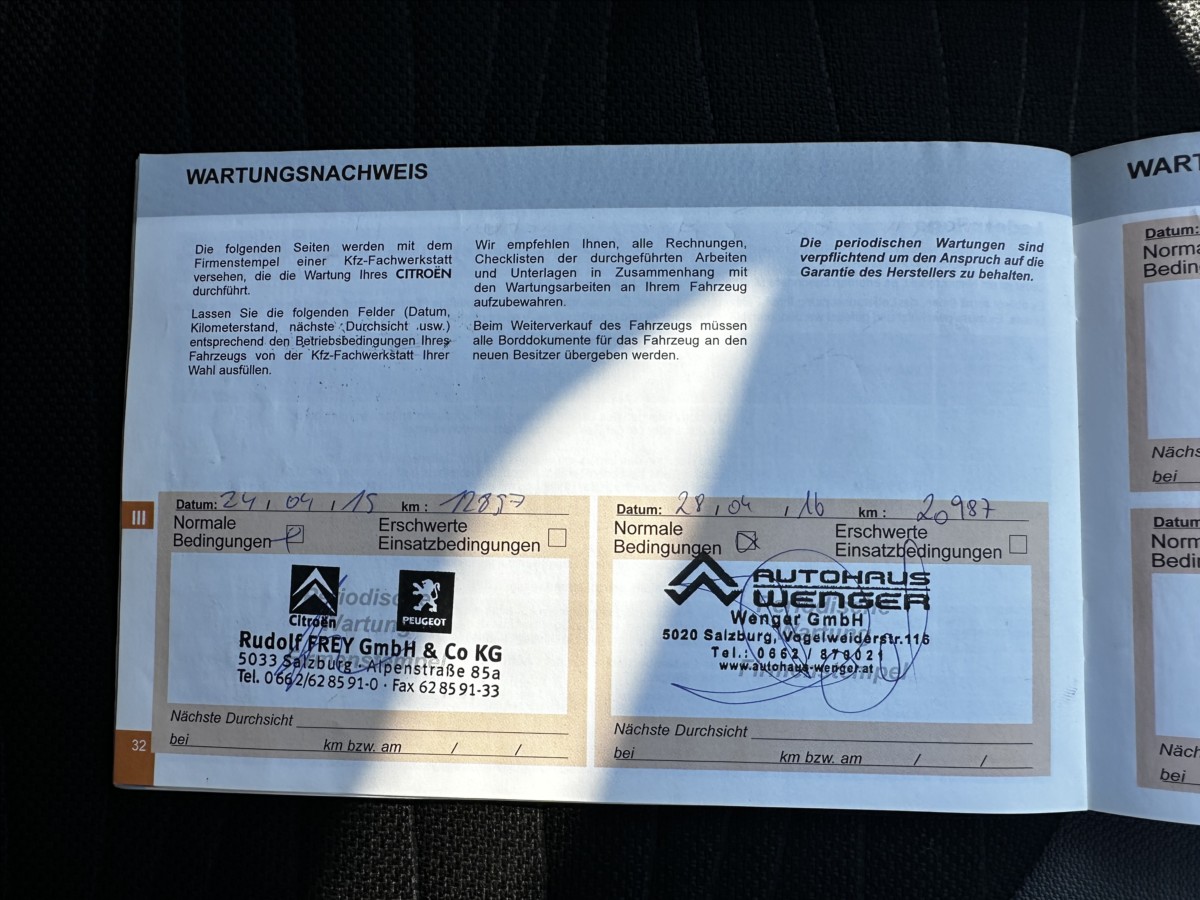 WARTUNGSNACHWEIS
Die folgenden Seiten werden mit dem
Firmenstempel einer Kfz-Fachwerkstatt
versehen, die die Wartung Ihres CITROËN
durchführt.
Lassen Sie die folgenden Felder (Datum,
Kilometerstand, nächste Durchsicht usw.)
entsprechend den Betriebsbedingungen Ihres
Fahrzeugs von der Kfz-Fachwerkstatt Ihrer
Wahl ausfüllen.
Wir empfehlen Ihnen, alle Rechnungen,
Checklisten der durchgeführten Arbeiten
und Unterlagen in Zusammenhang mit
den Wartungsarbeiten an Ihrem Fahrzeug
aufzubewahren.
Beim Weiterverkauf des Fahrzeugs müssen
alle Borddokumente für das Fahrzeug an den
neuen Besitzer übergeben werden.
Die periodischen Wartungen sind
verpflichtend um den Anspruch auf die
Garantie des Herstellers zu behalten.
III
Datum: 24, 04, 15 km: 12857
Normale
Bedingungen
Erschwerte
Einsatzbedingungen
Citroën
PEUGEOT
Rudolf FREY GmbH & Co KG
5033 Salzburg - Alpenstraße 85a
Tel. 0662/628591-0 · Fax 628591-33
Nächste Durchsicht
bei km bzw. am / /
Datum: 28, 04, 16 km: 20987
Normale
Bedingungen
Erschwerte
Einsatzbedingungen
AUTOHAUS
WENGER
Periodische
Wartung
Wenger GmbH
5020 Salzburg, Vogelweiderstr.116
Tel.: 0662 / 879021
www.autohaus-wenger.at
Firmenstempel
Nächste Durchsicht
bei km bzw. am / /
32
WART
Datum:
Norma
Bedin
Nächs
bei
Datum
Norm
Bedi
Näch
bei